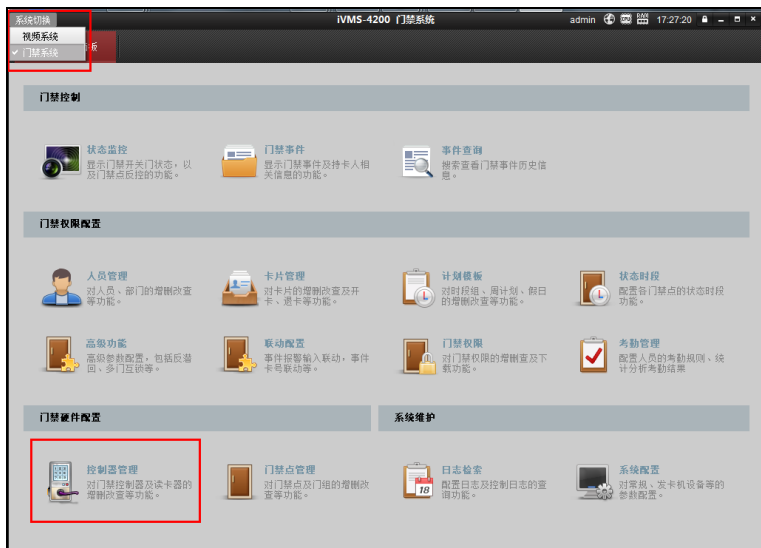 系统切换
iVMS-4200 门禁系统
admin
17:27:20
视频系统
门禁系统
板
门禁控制
状态监控
显示门禁开关门状态，以
及门禁点反控的功能。
门禁事件
显示门禁事件及持卡人相
关信息的功能。
事件查询
搜索查看门禁事件历史信
息。
门禁权限配置
人员管理
对人员、部门的增删改查
等功能。
卡片管理
对卡片的增删改查及开
卡、退卡等功能。
计划模板
对时段组、周计划、假日
的增删改查等功能。
状态时段
配置各门禁点的状态时段
功能。
高级功能
高级参数配置，包括反潜
回、多门互锁等。
联动配置
事件报警输入联动，事件
卡号联动等。
门禁权限
对门禁权限的增删查及下
载功能。
考勤管理
配置人员的考勤规则、统
计分析考勤结果
门禁硬件配置
系统维护
控制器管理
对门禁控制器及读卡器的
增删改查等功能。
门禁点管理
对门禁点及门组的增删改
查等功能。
18
日志检索
配置日志及控制日志的查
询功能。
系统配置
对常规、发卡机设备等的
参数配置。